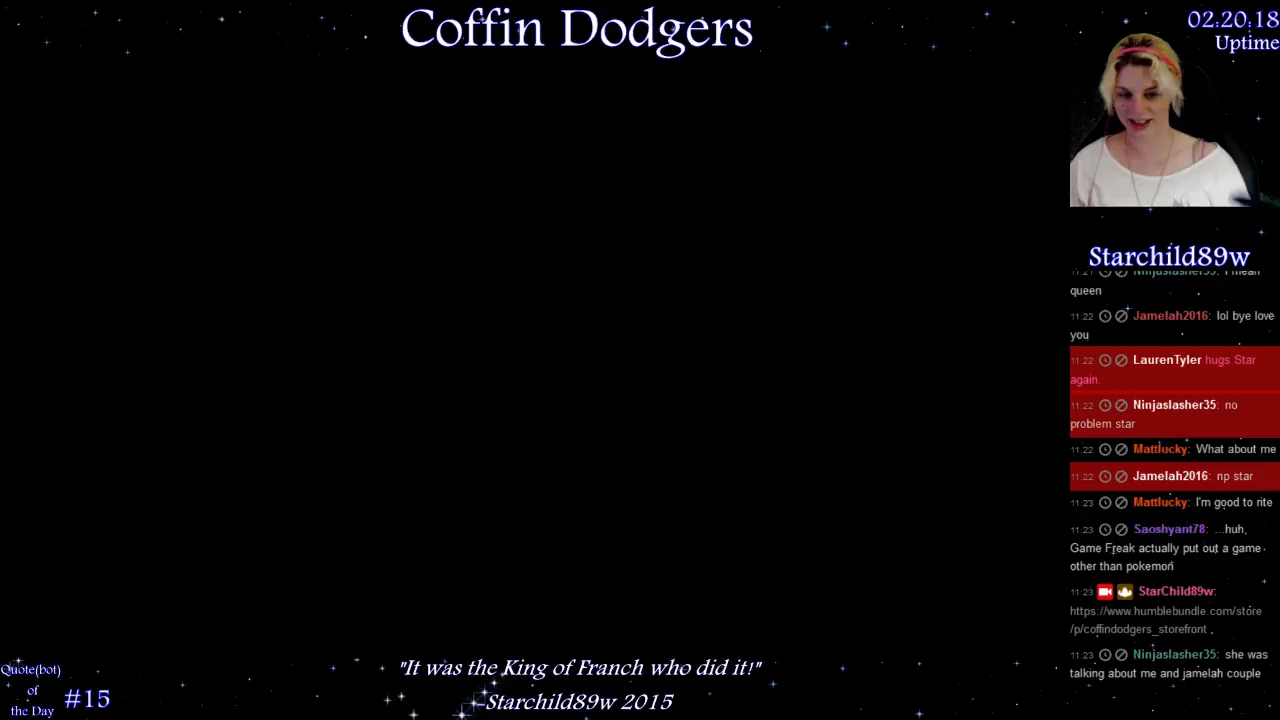 Coffin Dodgers
02.20.18
Uptime
Starchild89w
11:21 Ninjaslasher35: I mean
queen
11:22 Jamelah2016: lol bye love
you
11:22 LaurenTyler hugs Star
again.
11:22 Ninjaslasher35: no
problem star
11:22 Mattlucky: What about me
11:22 Jamelah2016: np star
11:23 Mattlucky: I'm good to rite
11:23 Saoshyant78: ...huh,
Game Freak actually put out a game
other than pokemon
11:23 StarChild89w:
https://www.humblebundle.com/store
/p/coffindodgers_storefront
11:23 Ninjaslasher35: she was
talking about me and jamelah couple
Quote(bot)
of
the Day
#15
"It was the King of Franch who did it!"
-Starchild89w 2015